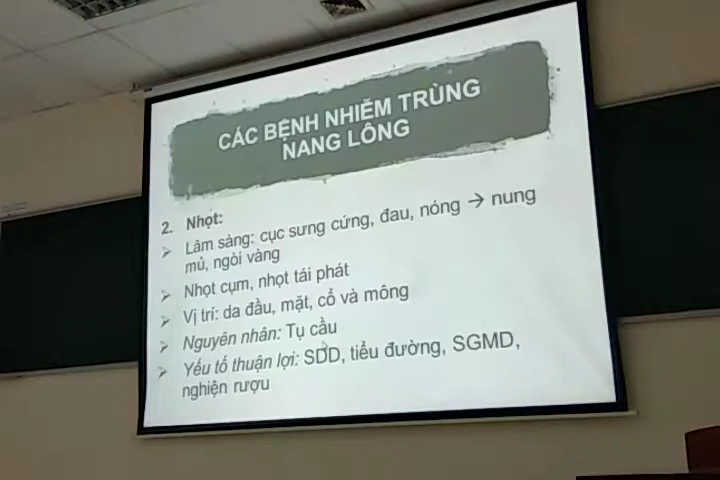 CÁC BỆNH NHIỄM TRÙNG
NANG LÔNG
2. Nhọt:
➢ Lâm sàng: cục sưng cứng, đau, nóng → nung
mủ, ngòi vàng
➢ Nhọt cụm, nhọt tái phát
➢ Vị trí: da đầu, mặt, cổ và mông
➢ Nguyên nhân: Tụ cầu
➢ Yếu tố thuận lợi: SDD, tiểu đường, SGMD,
nghiện rượu